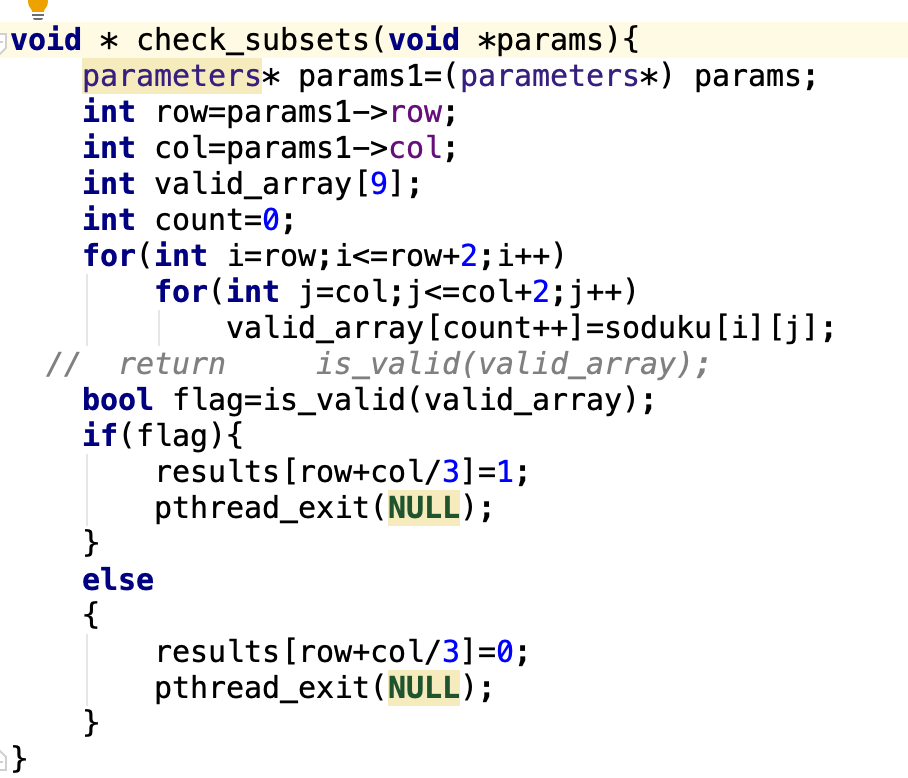 void * check_subsets(void *params){
parameters* params1=(parameters*) params;
int row=params1->row;
int col=params1->col;
int valid_array[9];
int count=0;
for(int i=row;i<=row+2;i++)
for(int j=col;j<=col+2;j++)
valid_array[count++]=soduku[i][j];
// return is_valid(valid_array);
bool flag=is_valid(valid_array);
if(flag){
results[row+col/3]=1;
pthread_exit(NULL);
}
else
{
results[row+col/3]=0;
pthread_exit(NULL);
}
}